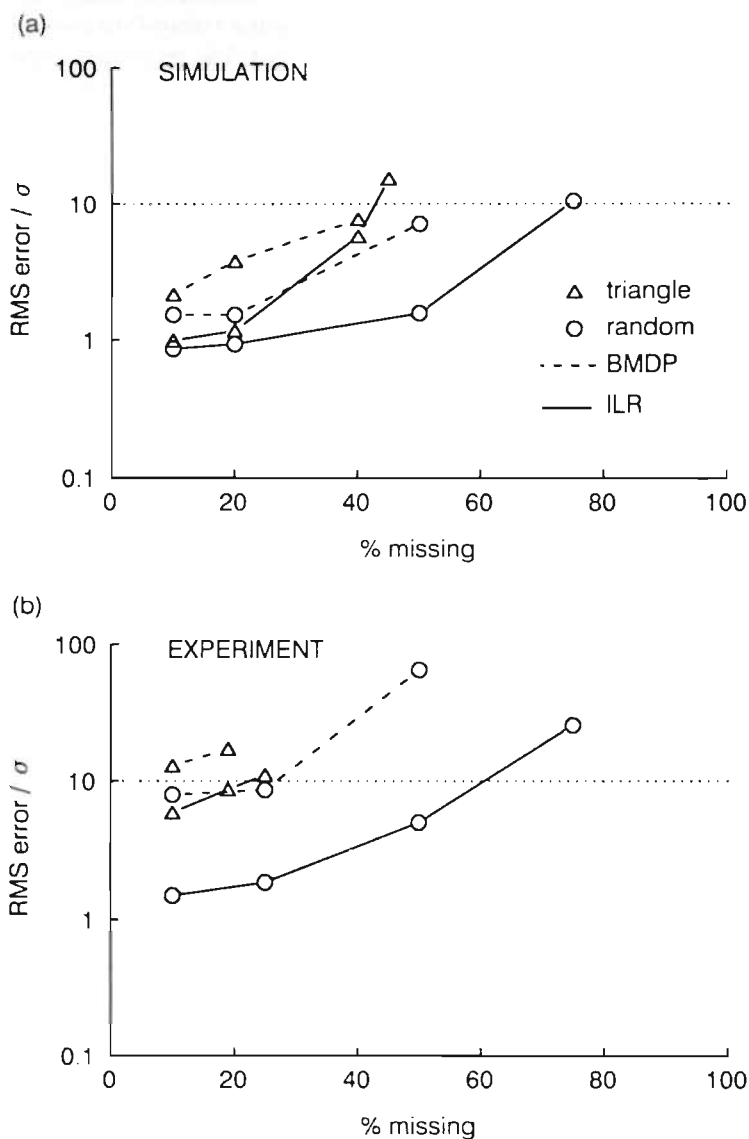 (a)
SIMULATION
100
10
1
0.1
RMS error / σ
triangle
random
BMDP
ILR
0 20 40 60 80 100
% missing
(b)
EXPERIMENT
100
10
1
0.1
RMS error / σ
0 20 40 60 80 100
% missing